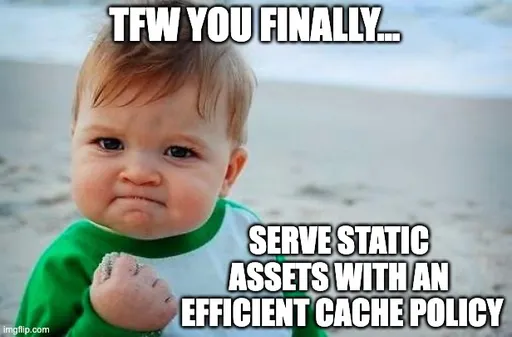 TFW YOU FINALLY...
SERVE STATIC
ASSETS WITH AN
EFFICIENT CACHE POLICY
imgflip.com